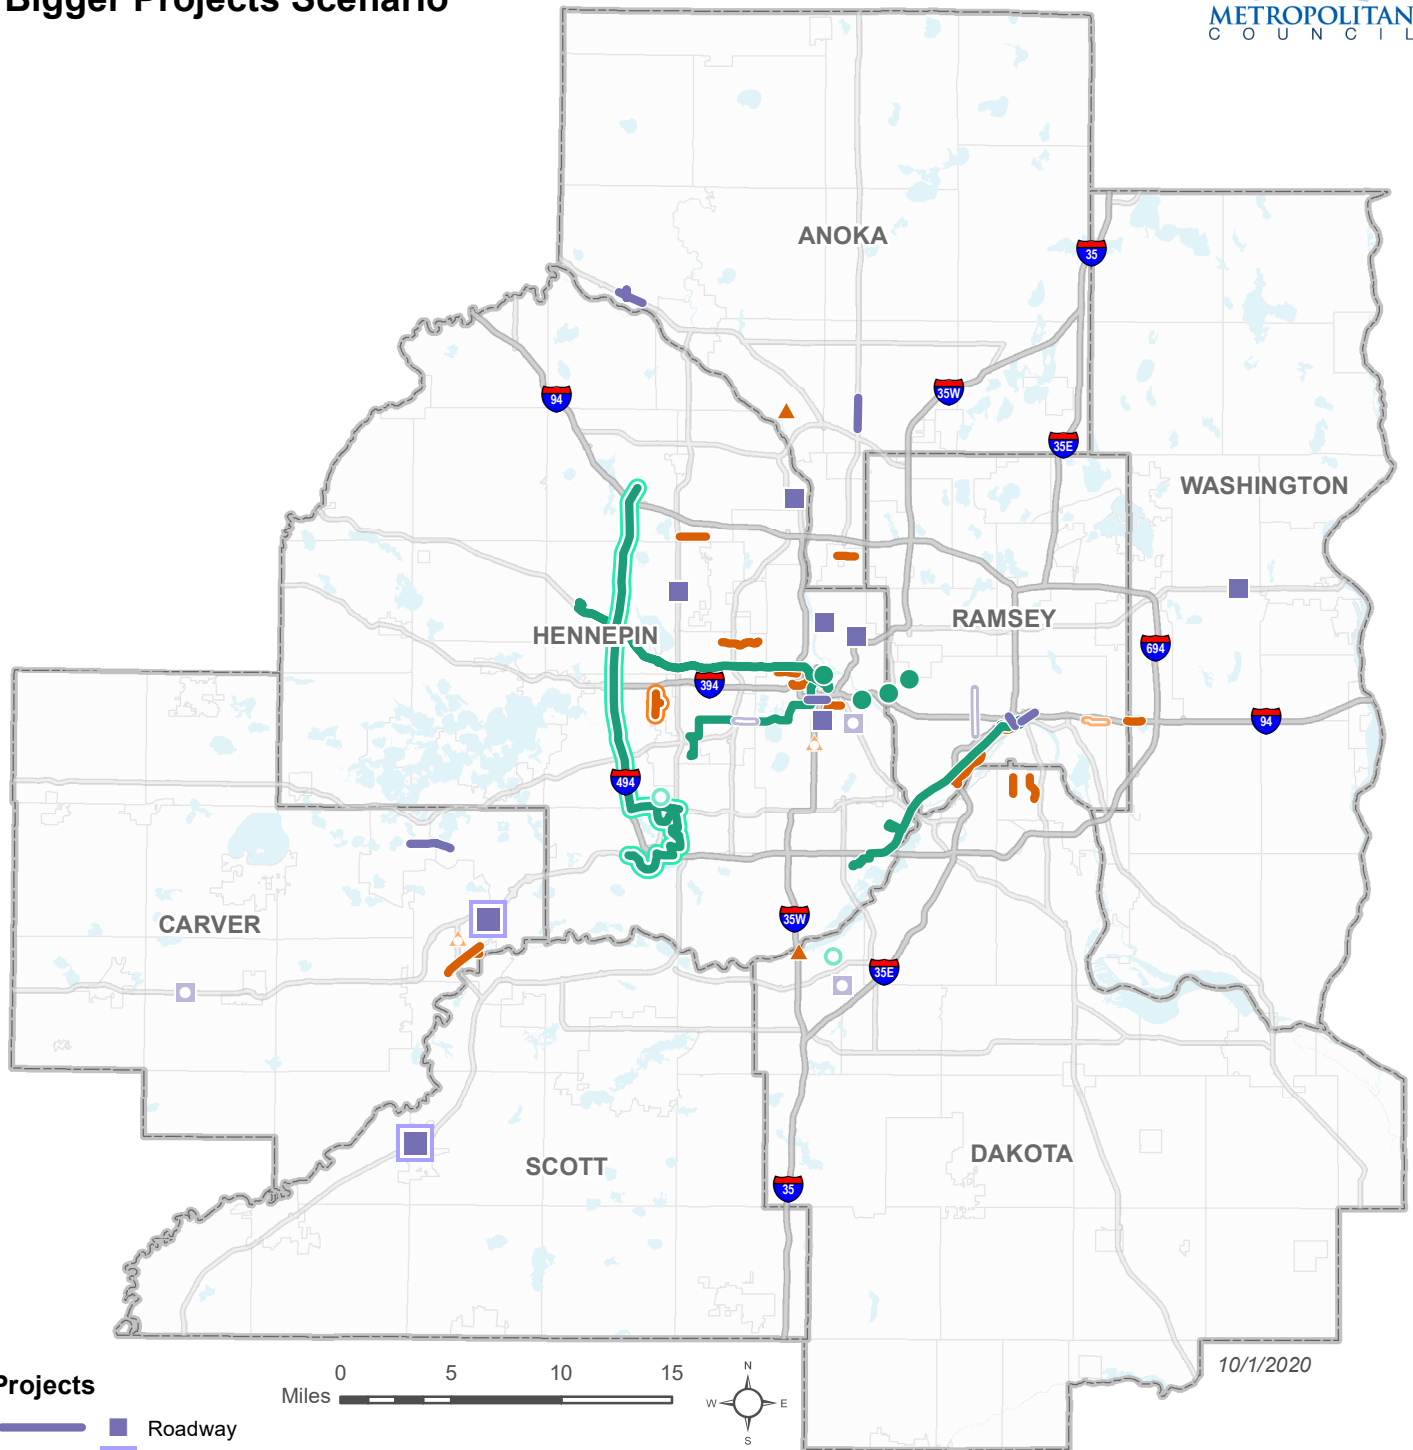 Bigger Projects Scenario
METROPOLITAN
COUNCIL
ANOKA
35
94
35W
35E
WASHINGTON
RAMSEY
HENNEPIN
694
394
94
494
CARVER
35W
35E
SCOTT
DAKOTA
35
10/1/2020
Projects
Miles 0 5 10 15
N
W E
S
Roadway